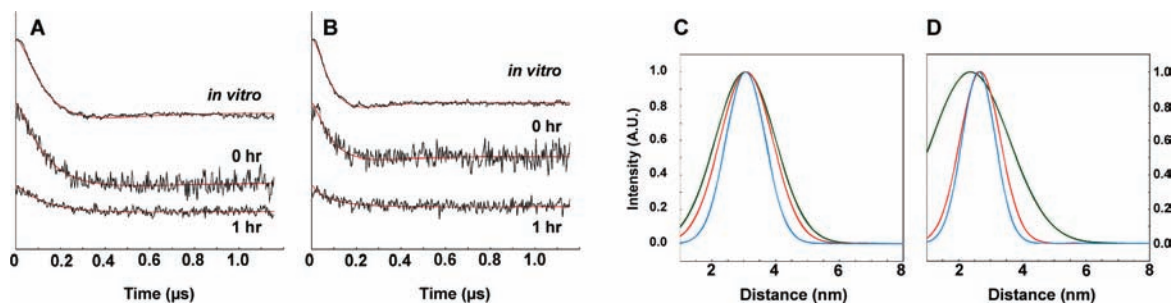 A
in vitro
0 hr
1 hr
0 0.2 0.4 0.6 0.8 1.0
Time (µs)
B
in vitro
0 hr
1 hr
0 0.2 0.4 0.6 0.8 1.0
Time (µs)
C
Intensity (A.U.)
1.0
0.8
0.6
0.4
0.2
0.0
2 4 6 8
Distance (nm)
D
1.0
0.8
0.6
0.4
0.2
0.0
2 4 6 8
Distance (nm)